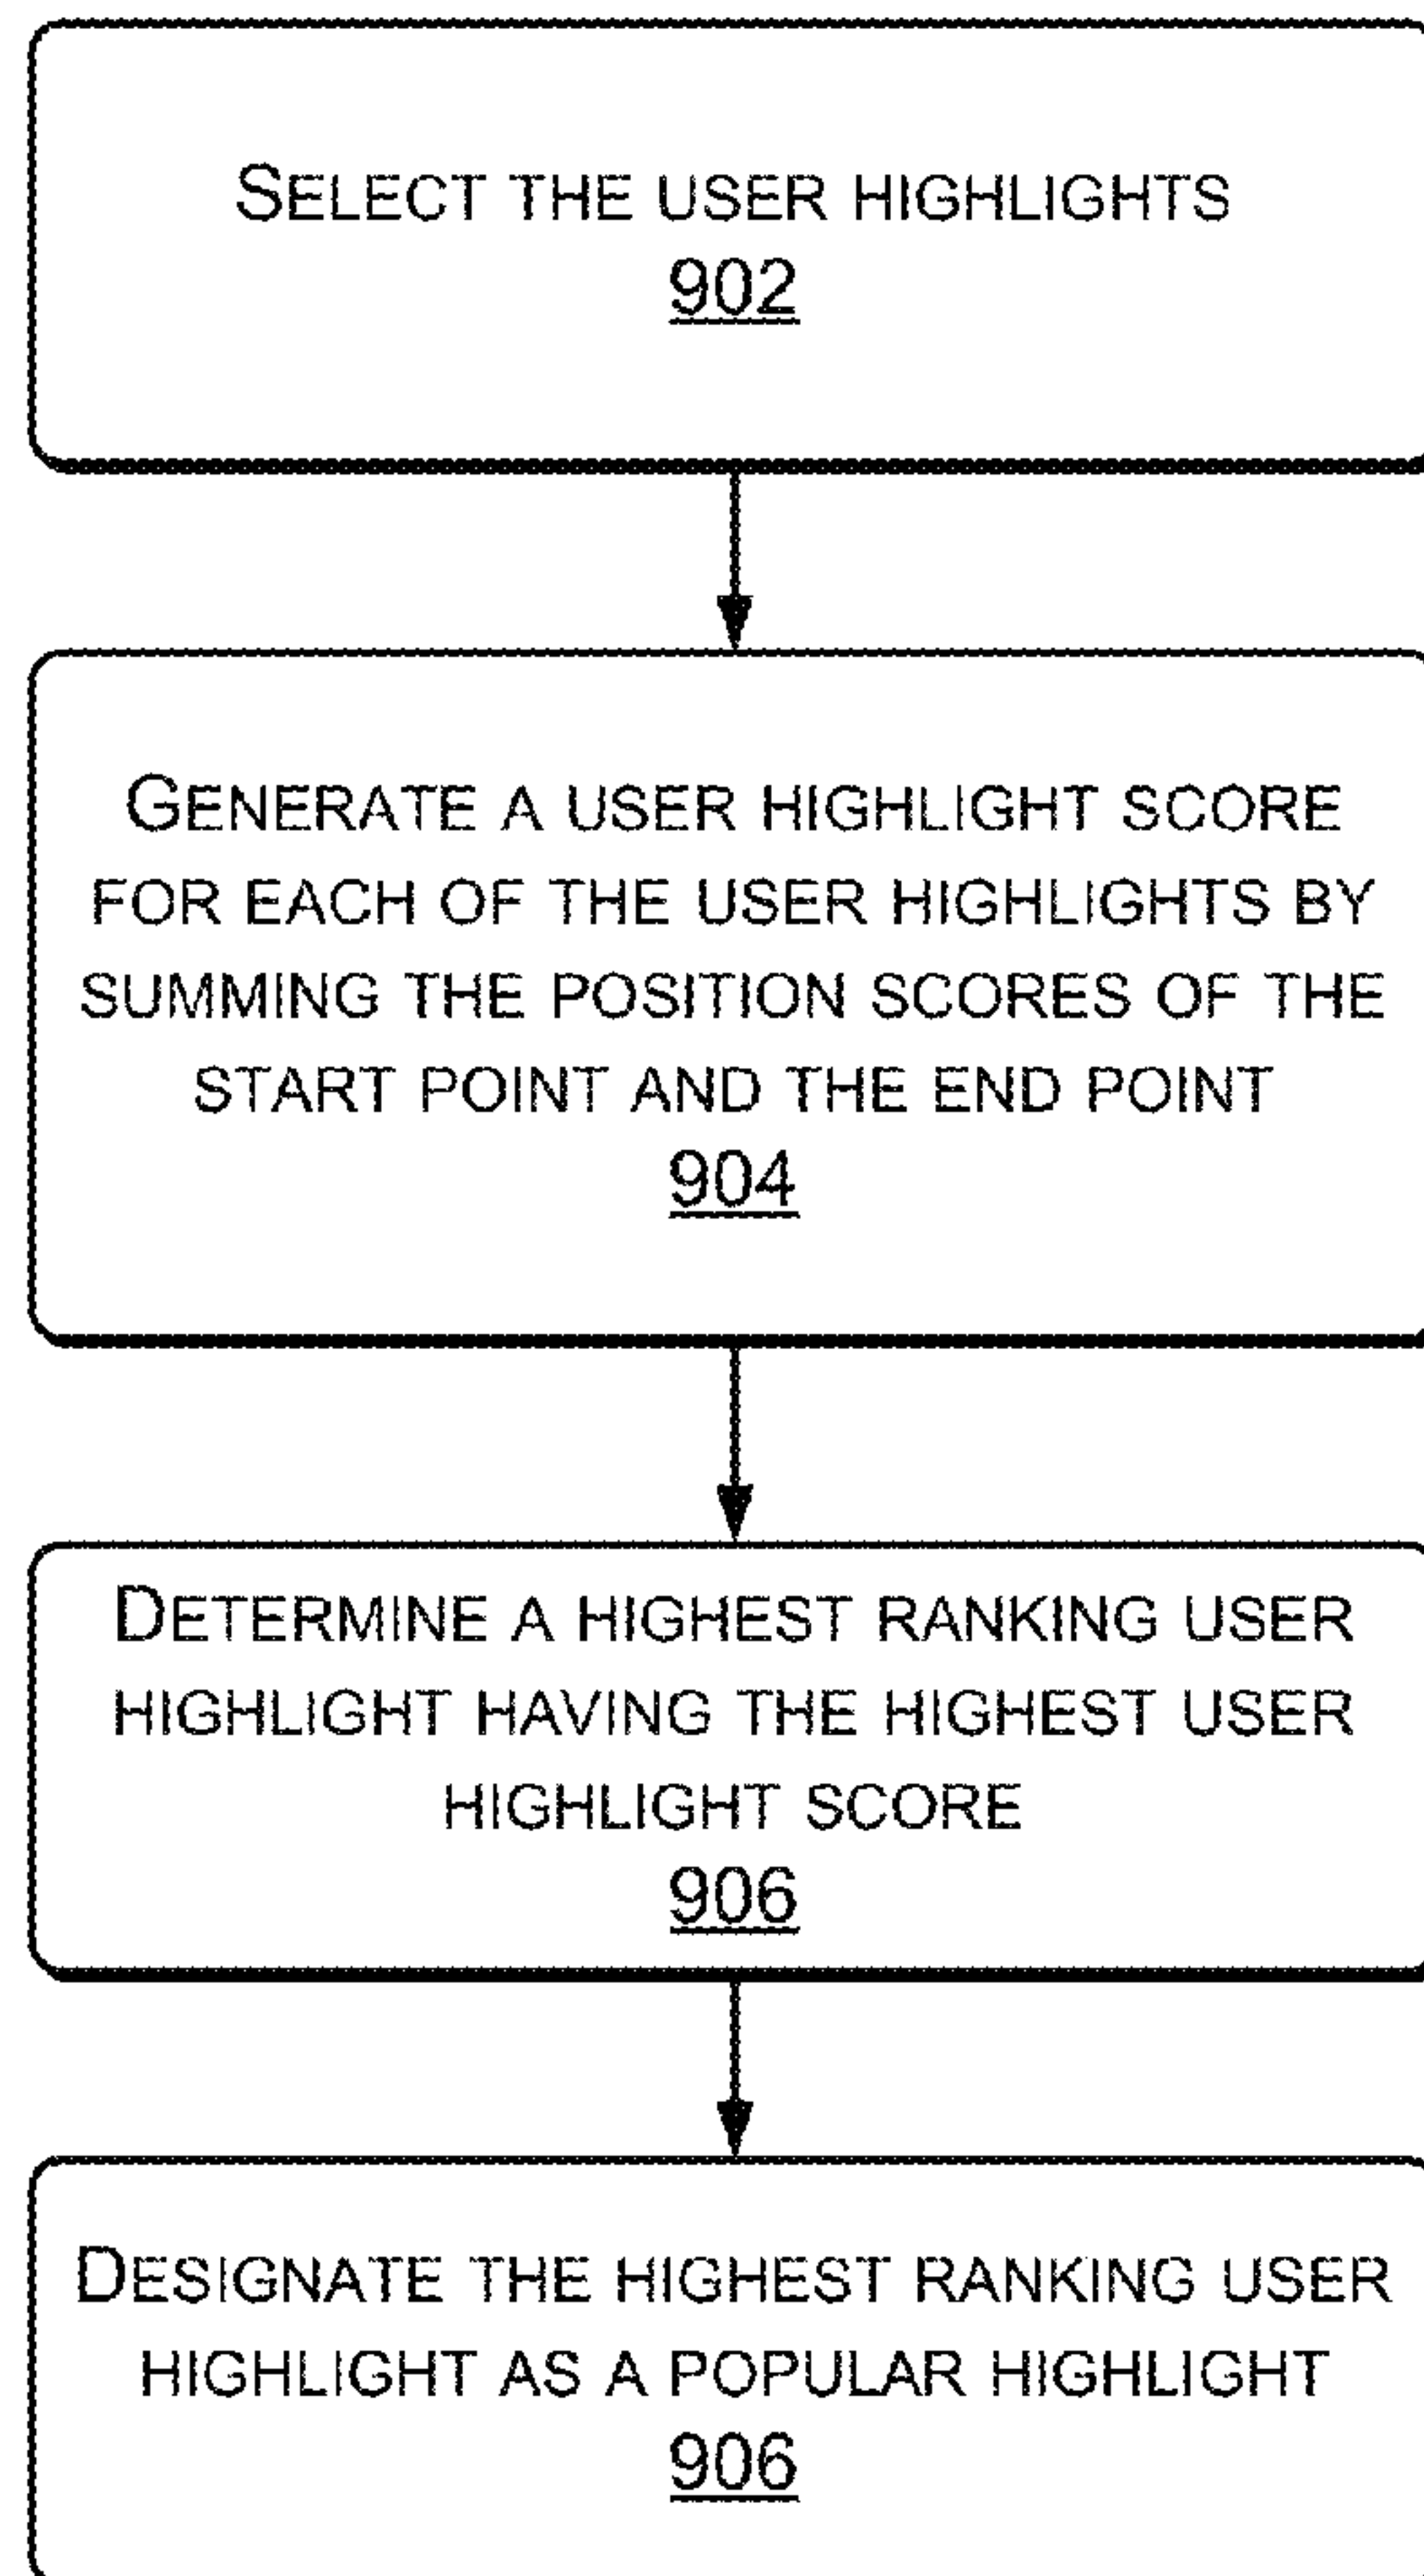 SELECT THE USER HIGHLIGHTS
902
GENERATE A USER HIGHLIGHT SCORE
FOR EACH OF THE USER HIGHLIGHTS BY
SUMMING THE POSITION SCORES OF THE
START POINT AND THE END POINT
904
DETERMINE A HIGHEST RANKING USER
HIGHLIGHT HAVING THE HIGHEST USER
HIGHLIGHT SCORE
906
DESIGNATE THE HIGHEST RANKING USER
HIGHLIGHT AS A POPULAR HIGHLIGHT
906